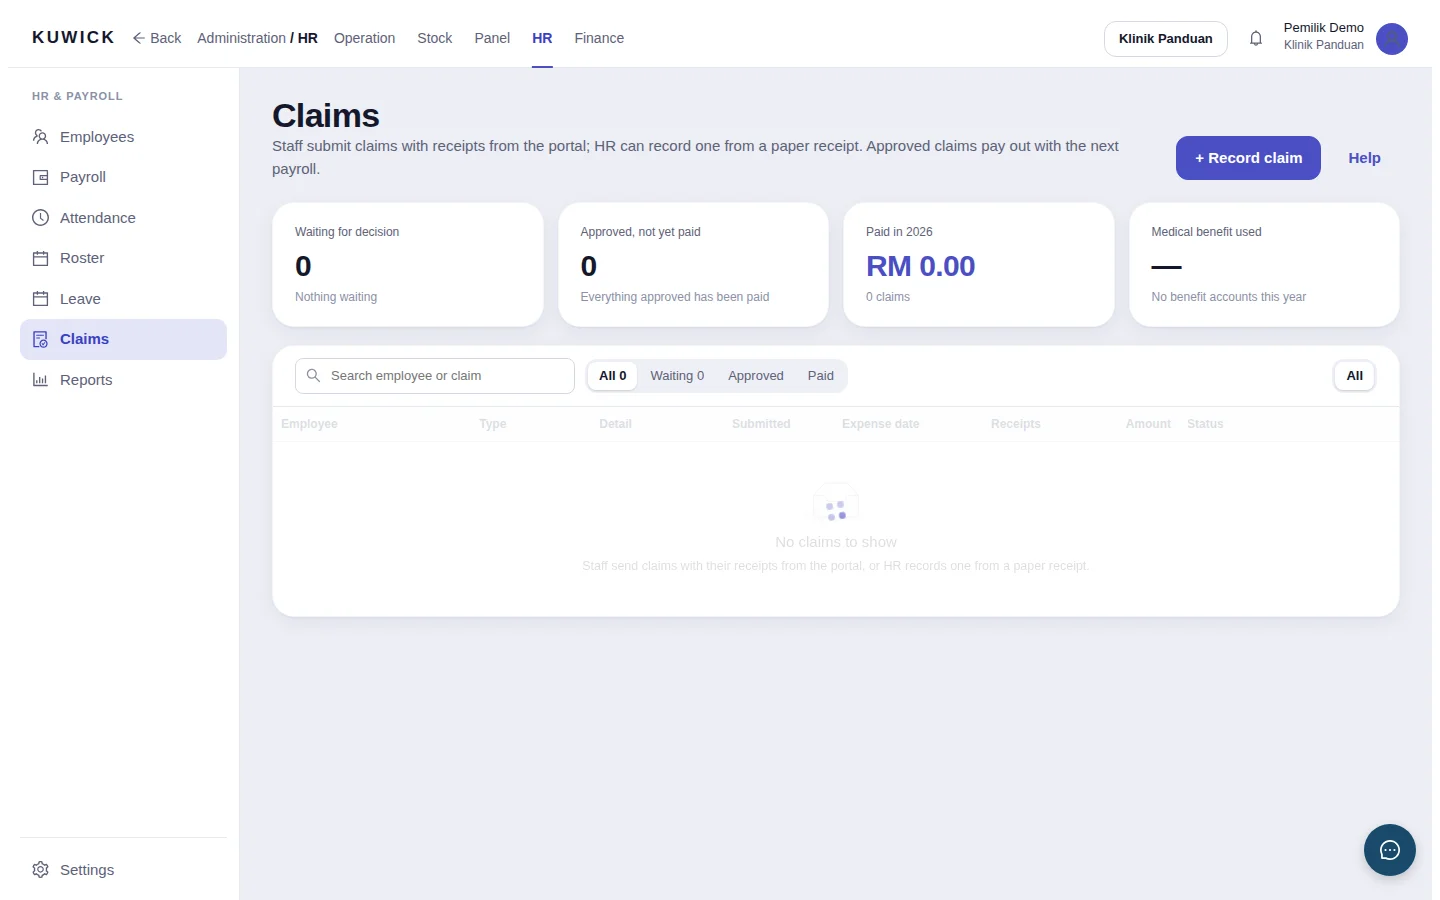 KUWICK
Back
Administration / HR
Operation
Stock
Panel
HR
Finance
Klinik Panduan
Pemilik Demo
Klinik Panduan
HR & PAYROLL
Employees
Payroll
Attendance
Roster
Leave
Claims
Reports
Settings
Claims
Staff submit claims with receipts from the portal; HR can record one from a paper receipt. Approved claims pay out with the next
payroll.
+ Record claim
Help
Waiting for decision
0
Nothing waiting
Approved, not yet paid
0
Everything approved has been paid
Paid in 2026
RM 0.00
0 claims
Medical benefit used
—
No benefit accounts this year
Search employee or claim
All 0
Waiting 0
Approved
Paid
All
Employee
Type
Detail
Submitted
Expense date
Receipts
Amount
Status
No claims to show
Staff send claims with their receipts from the portal, or HR records one from a paper receipt.